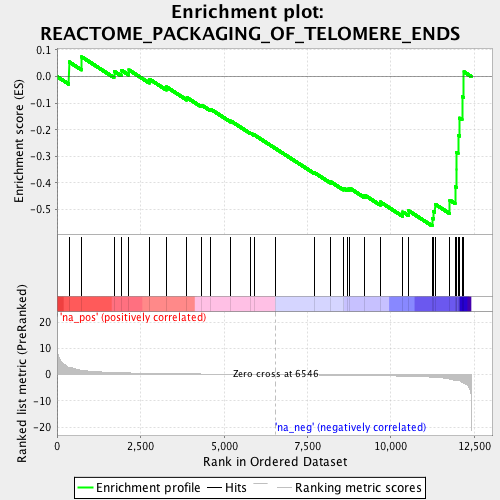 Enrichment plot:
REACTOME_PACKAGING_OF_TELOMERE_ENDS
Enrichment score (ES)
0.1
0.0
-0.1
-0.2
-0.3
-0.4
-0.5
'na_pos' (positively correlated)
Ranked list metric (PreRanked)
20
10
0
-10
-20
Zero cross at 6546
'na_neg' (negatively correlated)
0 2,500 5,000 7,500 10,000 12,500
Rank in Ordered Dataset
Enrichment profile Hits Ranking metric scores